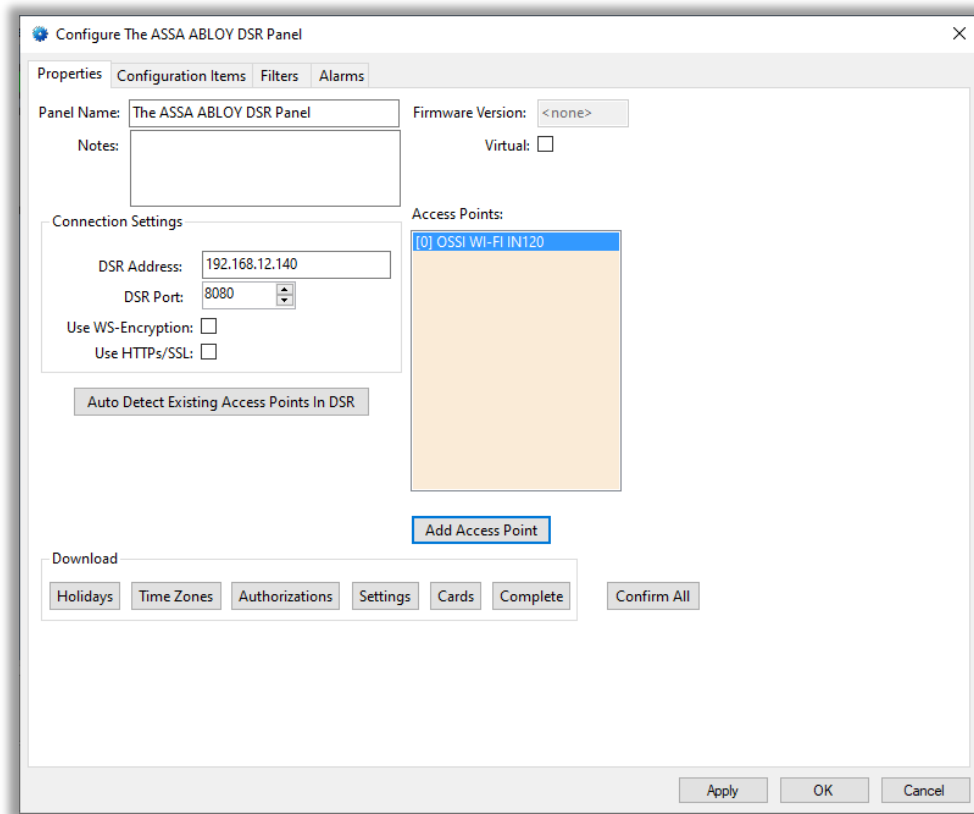 Configure The ASSA ABLOY DSR Panel
Properties Configuration Items Filters Alarms
Panel Name: The ASSA ABLOY DSR Panel Firmware Version: <none>
Notes: Virtual:
Connection Settings Access Points:
[0] OSSI WI-FI IN120
DSR Address: 192.168.12.140
DSR Port: 8080
Use WS-Encryption:
Use HTTPs/SSL:
Auto Detect Existing Access Points In DSR
Add Access Point
Download
Holidays Time Zones Authorizations Settings Cards Complete Confirm All
Apply OK Cancel